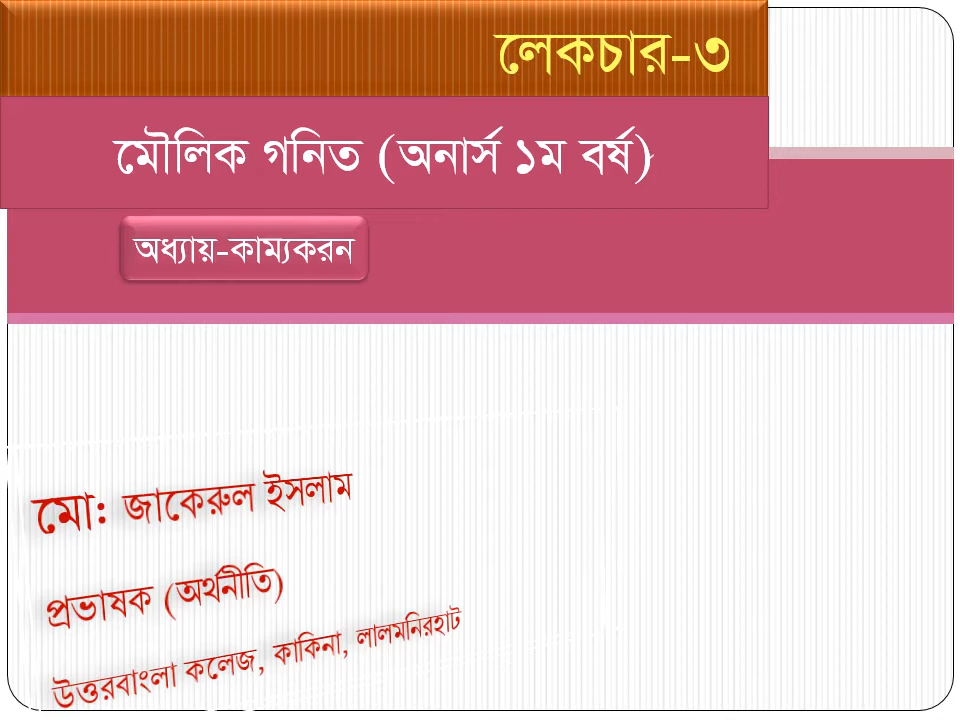 লেকচার-৩
মৌলিক গনিত (অনার্স ১ম বর্ষ)
অধ্যায়-কাম্যকরন
মো: জাকেরুল ইসলাম
প্রভাষক (অর্থনীতি)
উত্তরবাংলা কলেজ, কাকিনা, লালমনিরহাট